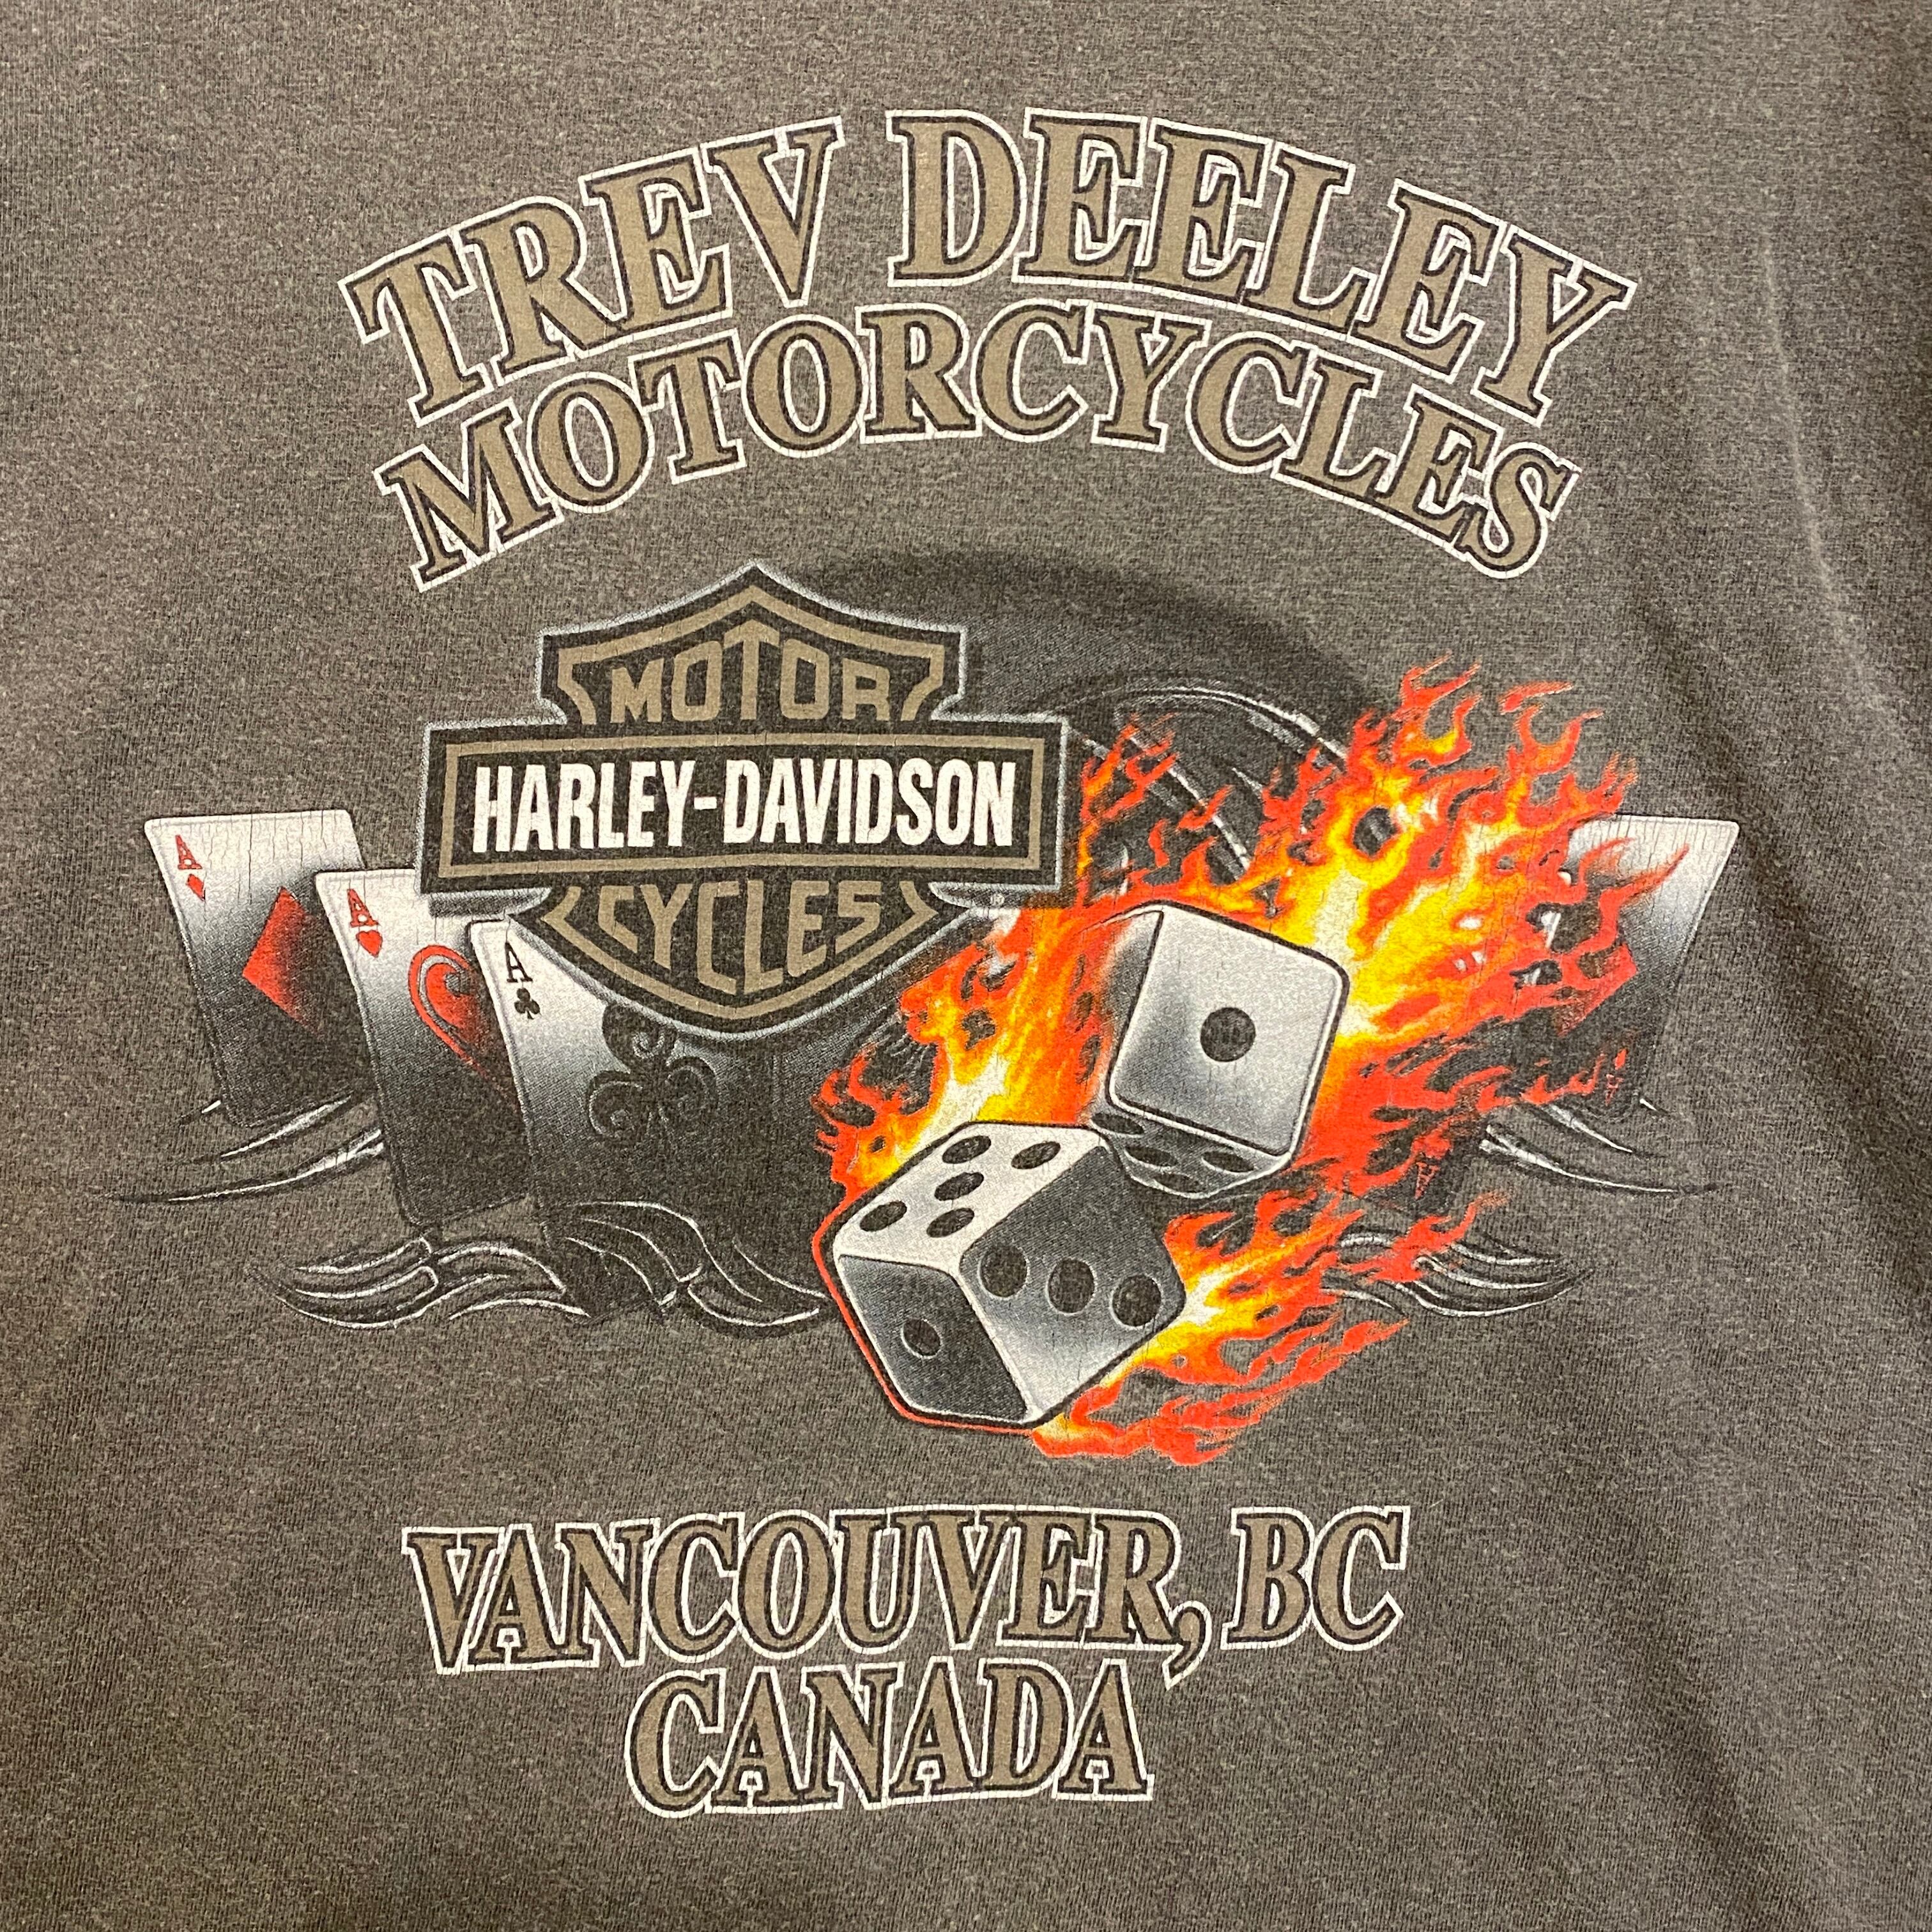 TREV DEELEY
MOTORCYCLES
MOTOR
HARLEY-DAVIDSON
CYCLES
®
A
A
A
VANCOUVER, BC
CANADA